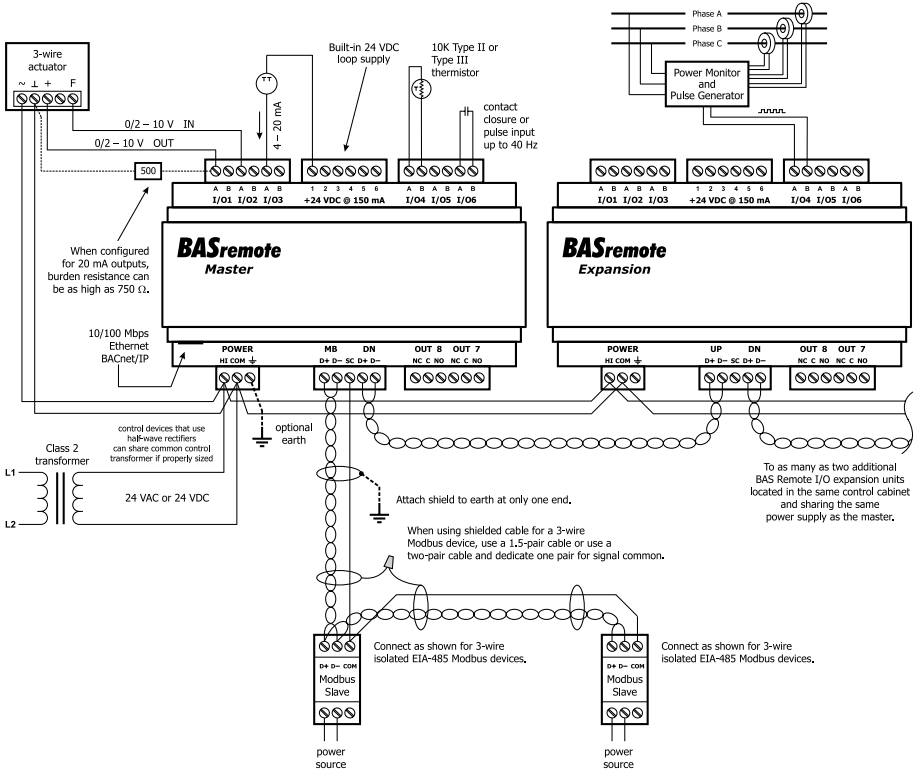 Phase A
Phase B
Phase C
Power Monitor
and
Pulse Generator
3-wire
actuator
~ ⊥ + F
Built-in 24 VDC
loop supply
10K Type II or
Type III
thermistor
TT
4 – 20 mA
contact
closure or
pulse input
up to 40 Hz
0/2 – 10 V IN
0/2 – 10 V OUT
500
A B A B A B
I/O1 I/O2 I/O3
1 2 3 4 5 6
+24 VDC @ 150 mA
A B A B A B
I/O4 I/O5 I/O6
A B A B A B
I/O1 I/O2 I/O3
1 2 3 4 5 6
+24 VDC @ 150 mA
A B A B A B
I/O4 I/O5 I/O6
When configured
for 20 mA outputs,
burden resistance can
be as high as 750 Ω.
BASremote
Master
BASremote
Expansion
10/100 Mbps
Ethernet
BACnet/IP
POWER
HI COM
MB DN
D+ D− SC D+ D−
OUT 8 OUT 7
NC C NO NC C NO
POWER
HI COM
UP DN
D+ D− SC D+ D−
OUT 8 OUT 7
NC C NO NC C NO
optional
earth
control devices that use
half-wave rectifiers
can share common control
transformer if properly sized
Class 2
transformer
L1
L2
24 VAC or 24 VDC
To as many as two additional
BAS Remote I/O expansion units
located in the same control cabinet
and sharing the same
power supply as the master.
Attach shield to earth at only one end.
When using shielded cable for a 3-wire
Modbus device, use a 1.5-pair cable or use a
two-pair cable and dedicate one pair for signal common.
D+ D− COM
Modbus
Slave
Connect as shown for 3-wire
isolated EIA-485 Modbus devices.
power
source
D+ D− COM
Modbus
Slave
Connect as shown for 3-wire
isolated EIA-485 Modbus devices.
power
source